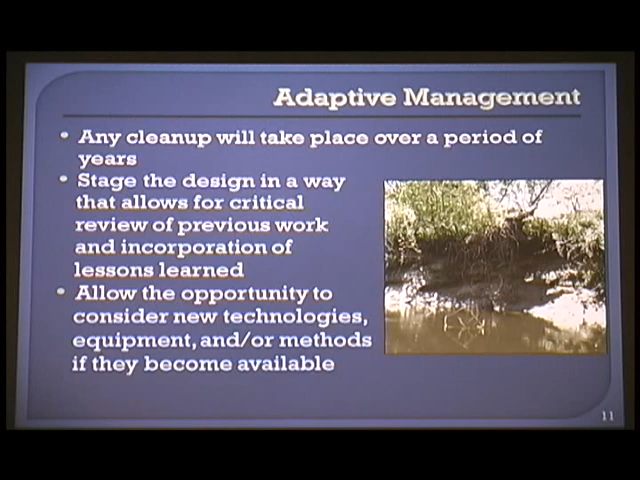 Adaptive Management
• Any cleanup will take place over a period of
years
• Stage the design in a way
that allows for critical
review of previous work
and incorporation of
lessons learned
• Allow the opportunity to
consider new technologies,
equipment, and/or methods
if they become available
11